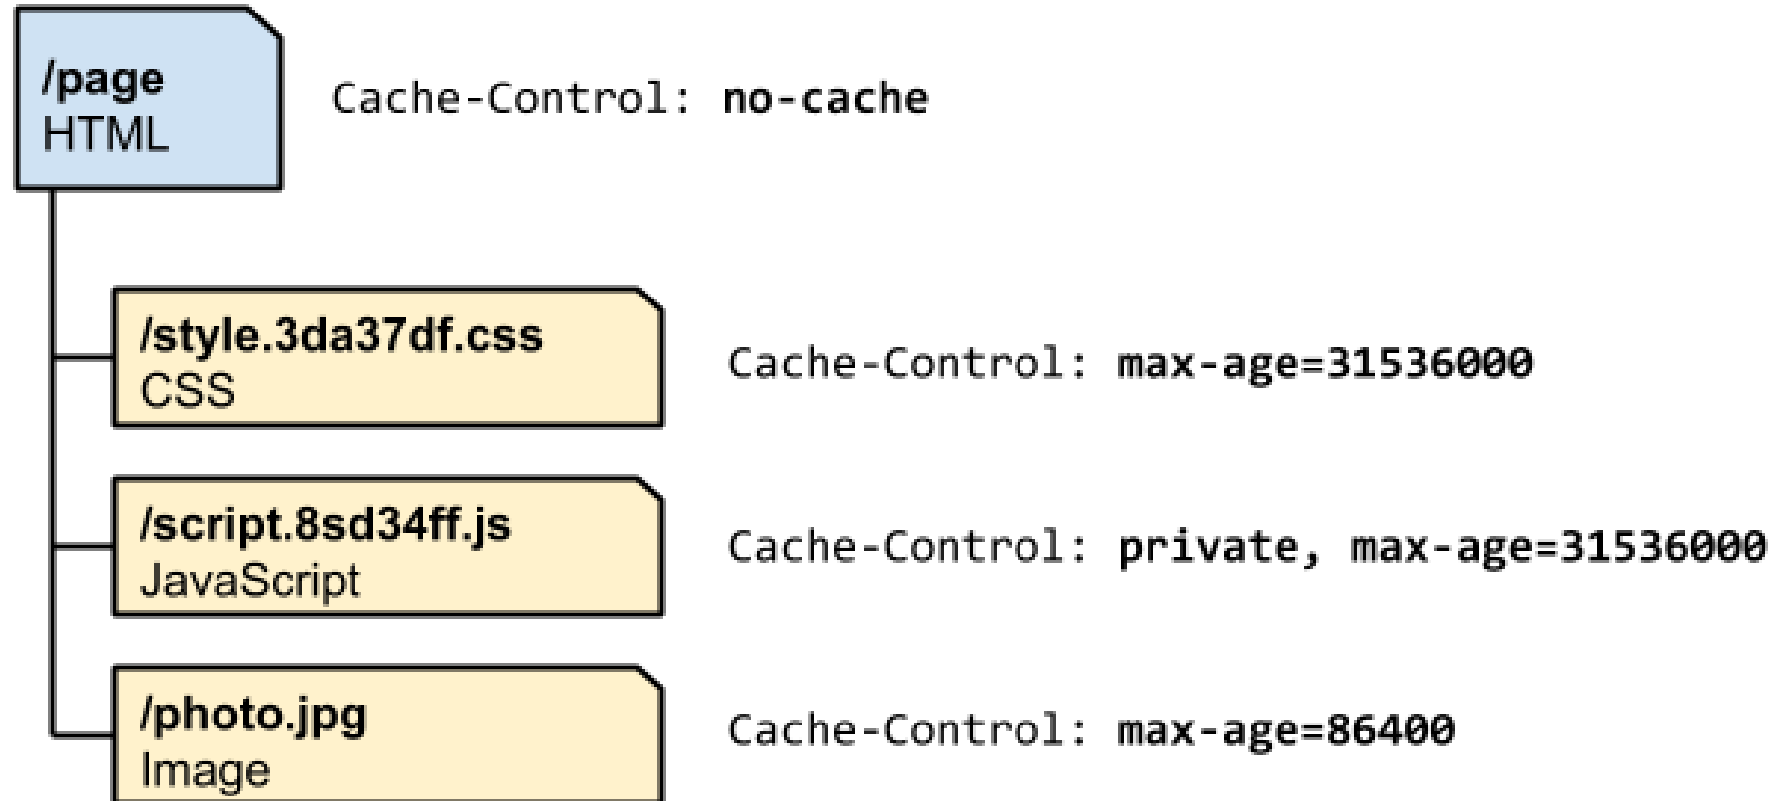 /page
HTML
Cache-Control: no-cache
/style.3da37df.css
CSS
Cache-Control: max-age=31536000
/script.8sd34ff.js
JavaScript
Cache-Control: private, max-age=31536000
/photo.jpg
Image
Cache-Control: max-age=86400